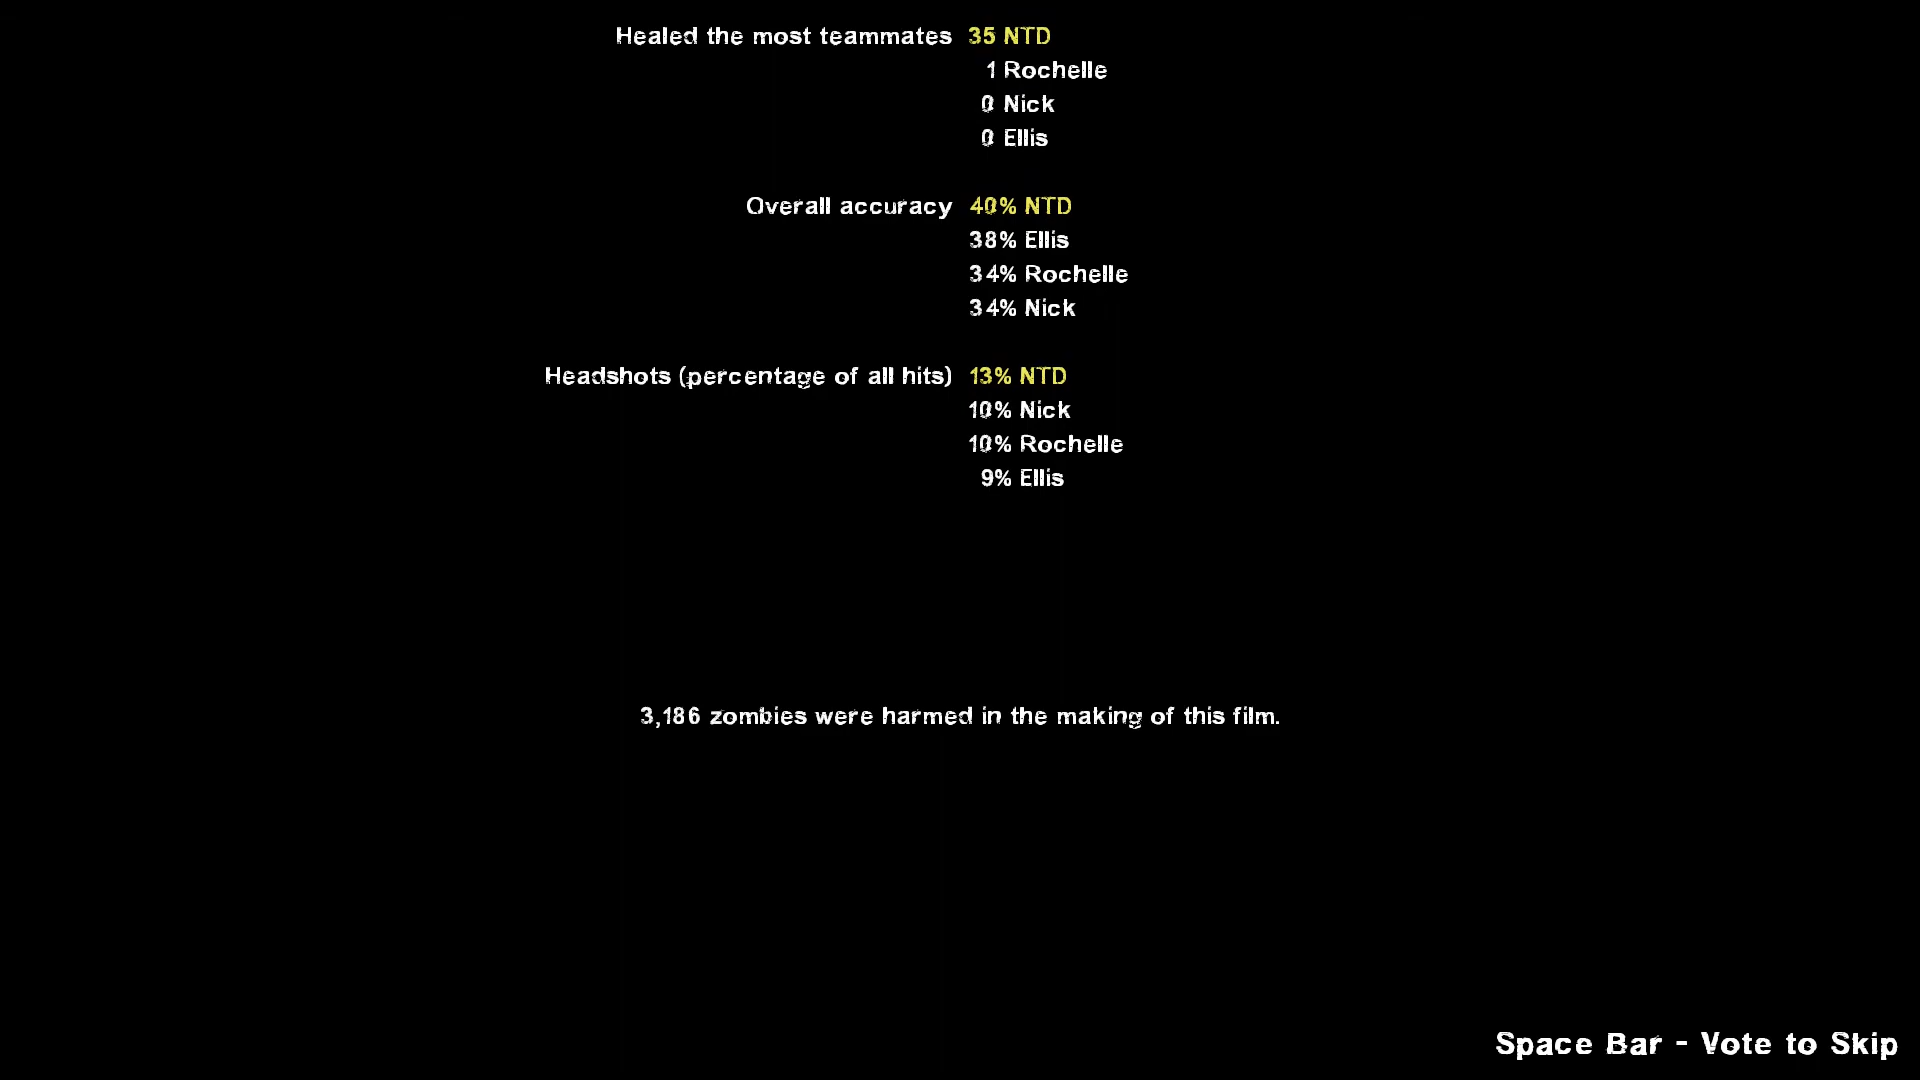 Healed the most teammates 35 NTD
1 Rochelle
0 Nick
0 Ellis
Overall accuracy 40% NTD
38% Ellis
34% Rochelle
34% Nick
Headshots (percentage of all hits) 13% NTD
10% Nick
10% Rochelle
9% Ellis
3,186 zombies were harmed in the making of this film.
Space Bar - Vote to Skip